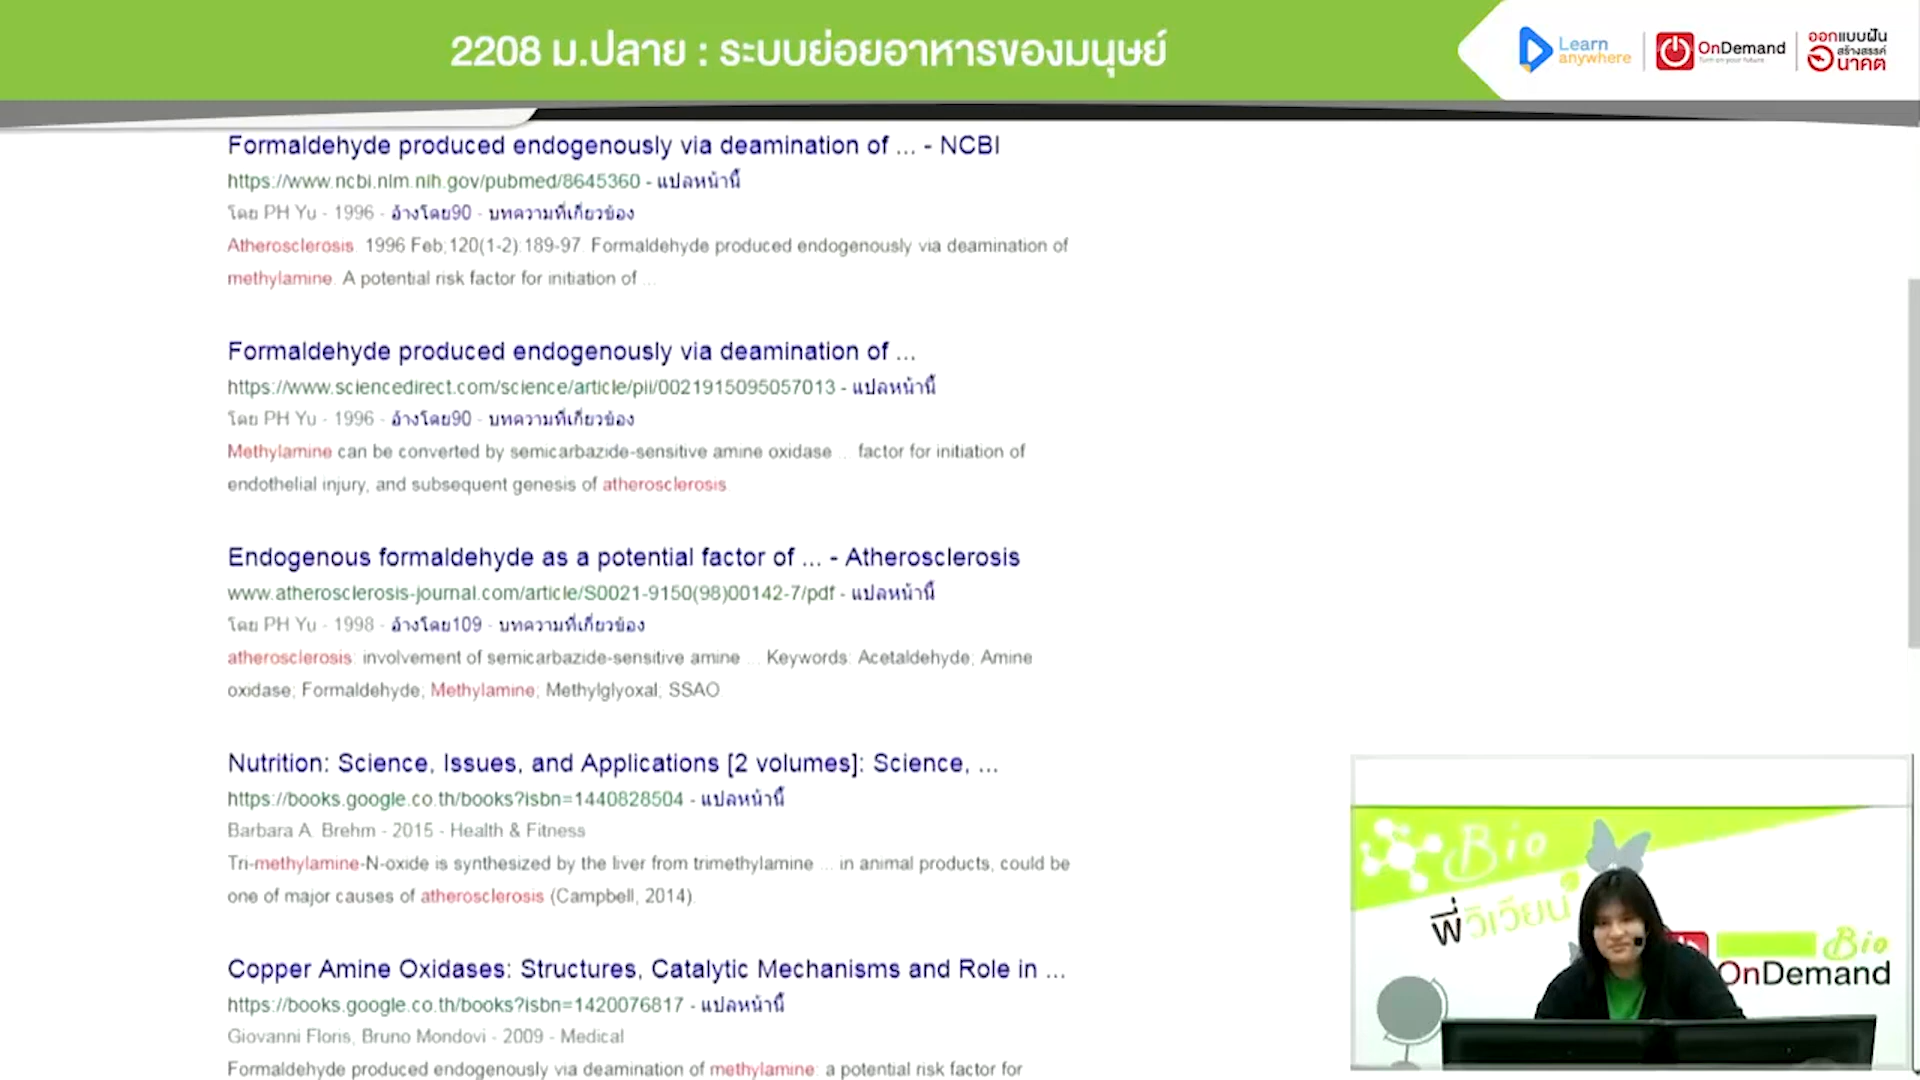 2208 ม.ปลาย : ระบบย่อยอาหารของมนุษย์
Learn anywhere
OnDemand
Turn on your future
ออกแบบฝัน
สร้างสรรค์
อนาคต
Formaldehyde produced endogenously via deamination of ... - NCBI
https://www.ncbi.nlm.nih.gov/pubmed/8645360 - แปลหน้านี้
โดย PH Yu - 1996 - อ้างโดย90 - บทความที่เกี่ยวข้อง
Atherosclerosis. 1996 Feb;120(1-2):189-97. Formaldehyde produced endogenously via deamination of
methylamine. A potential risk factor for initiation of ...
Formaldehyde produced endogenously via deamination of ...
https://www.sciencedirect.com/science/article/pii/0021915095057013 - แปลหน้านี้
โดย PH Yu - 1996 - อ้างโดย90 - บทความที่เกี่ยวข้อง
Methylamine can be converted by semicarbazide-sensitive amine oxidase ... factor for initiation of
endothelial injury, and subsequent genesis of atherosclerosis.
Endogenous formaldehyde as a potential factor of ... - Atherosclerosis
www.atherosclerosis-journal.com/article/S0021-9150(98)00142-7/pdf - แปลหน้านี้
โดย PH Yu - 1998 - อ้างโดย109 - บทความที่เกี่ยวข้อง
atherosclerosis: involvement of semicarbazide-sensitive amine ... Keywords: Acetaldehyde; Amine
oxidase; Formaldehyde; Methylamine; Methylglyoxal; SSAO
Nutrition: Science, Issues, and Applications [2 volumes]: Science, ...
https://books.google.co.th/books?isbn=1440828504 - แปลหน้านี้
Barbara A. Brehm - 2015 - Health & Fitness
Tri-methylamine-N-oxide is synthesized by the liver from trimethylamine ... in animal products, could be
one of major causes of atherosclerosis (Campbell, 2014).
Copper Amine Oxidases: Structures, Catalytic Mechanisms and Role in ...
https://books.google.co.th/books?isbn=1420076817 - แปลหน้านี้
Giovanni Floris, Bruno Mondovi - 2009 - Medical
Formaldehyde produced endogenously via deamination of methylamine: a potential risk factor for
Bio
พี่วิเวียน
Bio
OnDemand